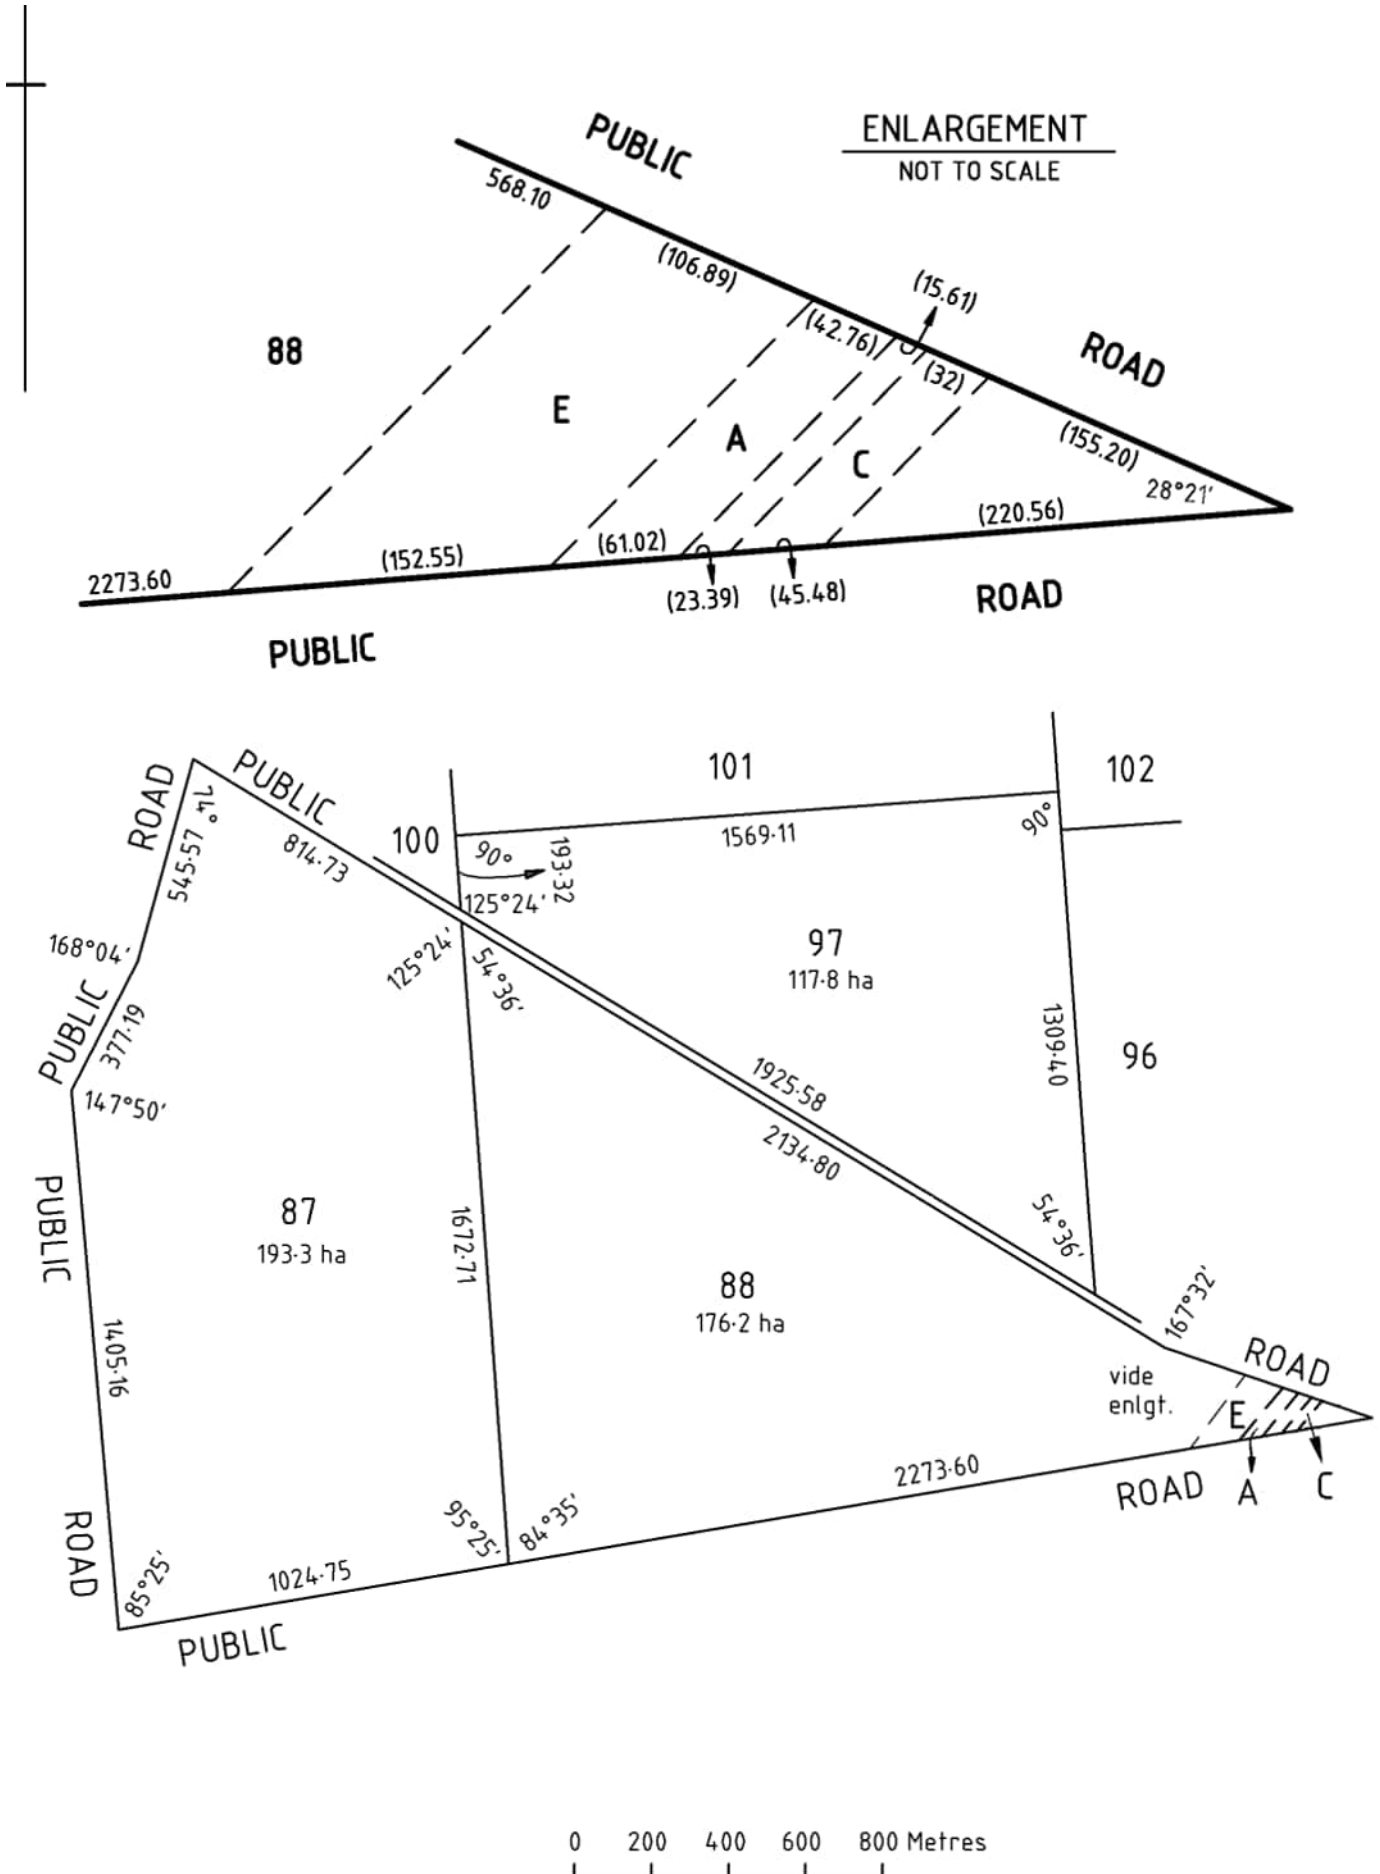 ENLARGEMENT
NOT TO SCALE
PUBLIC
568.10
(106.89)
(15.61)
(42.76)
(32)
ROAD
88
E
A
C
(155.20)
28°21'
(220.56)
(61.02)
(152.55)
2273.60
(23.39)
(45.48)
ROAD
PUBLIC
101
102
ROAD
PUBLIC
74°
100
1569·11
90°
545·57
814·73
90°
193·32
125°24'
97
117·8 ha
168°04'
125°24'
54°36'
PUBLIC
377·19
1309·40
96
147°50'
1925·58
2134·80
PUBLIC
87
193·3 ha
1672·71
54°36'
88
176·2 ha
167°32'
1405·16
ROAD
vide
enlgt.
E
2273·60
ROAD
A
C
ROAD
95°25'
84°35'
85°25'
1024·75
PUBLIC
0 200 400 600 800 Metres